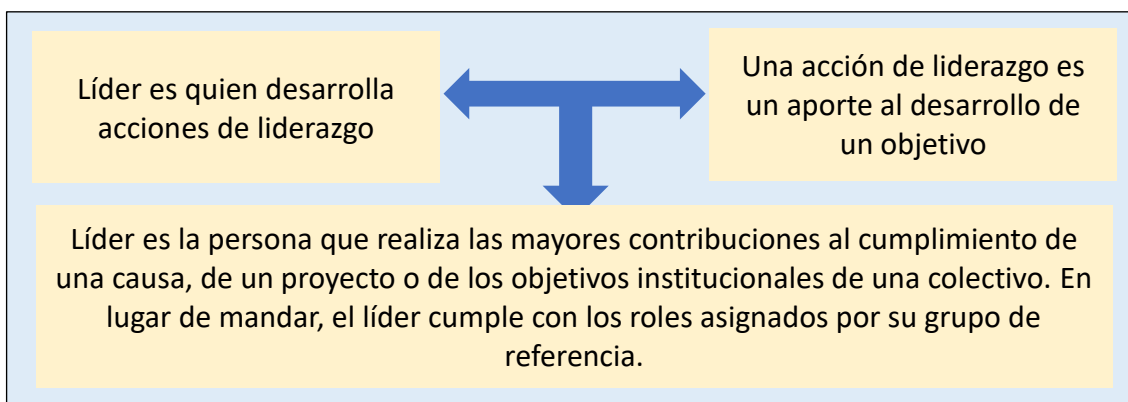 Líder es quien desarrolla
acciones de liderazgo
Una acción de liderazgo es
un aporte al desarrollo de
un objetivo
Líder es la persona que realiza las mayores contribuciones al cumplimiento de
una causa, de un proyecto o de los objetivos institucionales de una colectivo. En
lugar de mandar, el líder cumple con los roles asignados por su grupo de
referencia.